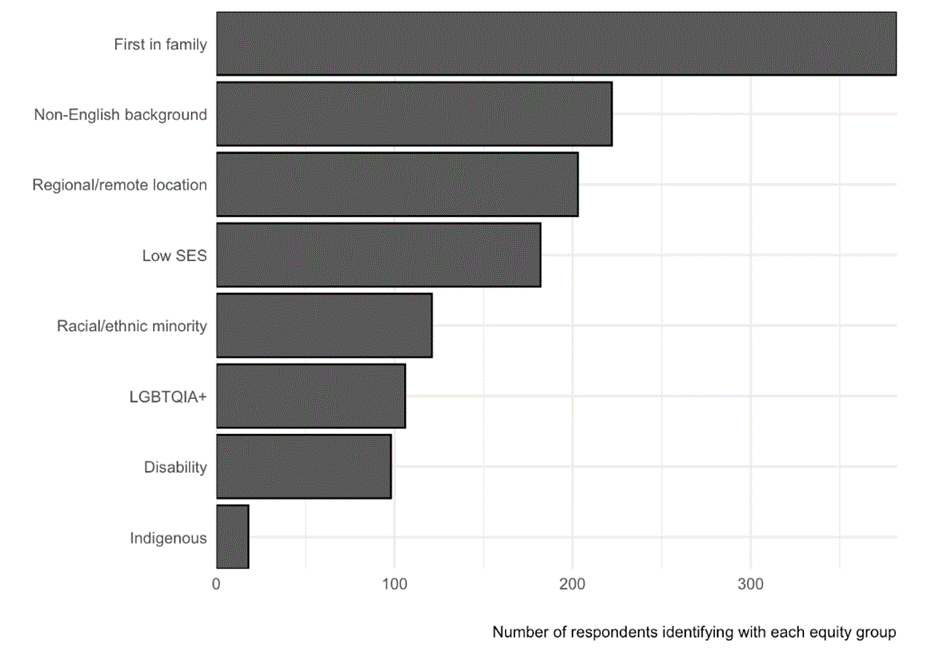 First in family
Non-English background
Regional/remote location
Low SES
Racial/ethnic minority
LGBTQIA+
Disability
Indigenous
0 100 200 300
Number of respondents identifying with each equity group